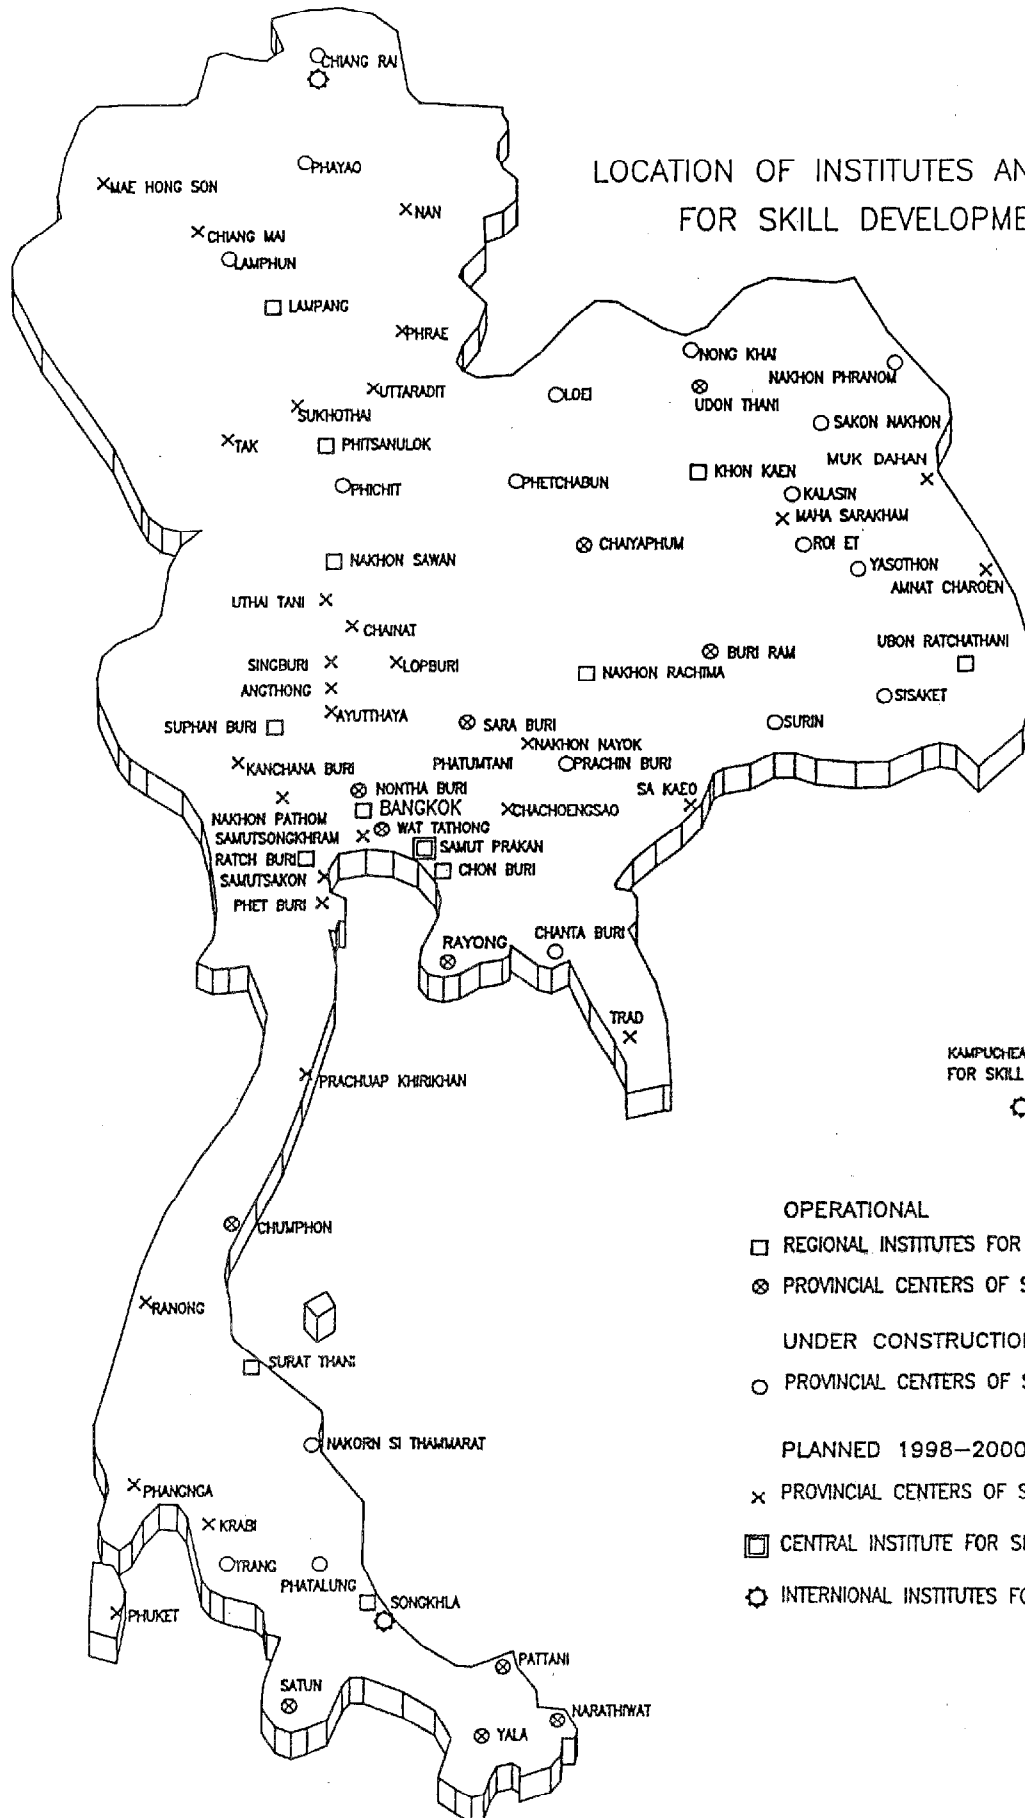 CHIANG RAI
LOCATION OF INSTITUTES AN
FOR SKILL DEVELOPME
PHAYAO
MAE HONG SON
NAN
CHIANG MAI
LAMPHUN
LAMPANG
PHRAE
NONG KHAI
NAKHON PHRANOM
UTTARADIT
LOEI
UDON THANI
SUKHOTHAI
SAKON NAKHON
TAK
PHITSANULOK
MUK DAHAN
KHON KAEN
PHICHIT
PHETCHABUN
KALASIN
MAHA SARAKHAM
CHAIYAPHUM
ROI ET
NAKHON SAWAN
YASOTHON
AMNAT CHAROEN
UTHAI TANI
CHAINAT
UBON RATCHATHANI
BURI RAM
SINGBURI
LOPBURI
NAKHON RACHIMA
ANGTHONG
SISAKET
AYUTTHAYA
SUPHAN BURI
SARA BURI
SURIN
NAKHON NAYOK
KANCHANA BURI
PHATUMTANI
PRACHIN BURI
NONTHA BURI
SA KAEO
NAKHON PATHOM
BANGKOK
CHACHOENGSAO
SAMUTSONGKHRAM
WAT TATHONG
RATCH BURI
SAMUT PRAKAN
SAMUTSAKON
CHON BURI
PHET BURI
RAYONG
CHANTA BURI
TRAD
KAMPUCHEA
FOR SKILL
PRACHUAP KHIRIKHAN
CHUMPHON
RANONG
SURAT THANI
NAKORN SI THAMMARAT
PHANGNGA
KRABI
TRANG
PHATALUNG
PHUKET
SONGKHLA
PATTANI
SATUN
NARATHIWAT
YALA
OPERATIONAL
REGIONAL INSTITUTES FOR
PROVINCIAL CENTERS OF S
UNDER CONSTRUCTION
PROVINCIAL CENTERS OF S
PLANNED 1998-2000
PROVINCIAL CENTERS OF S
CENTRAL INSTITUTE FOR S
INTERNIONAL INSTITUTES FO